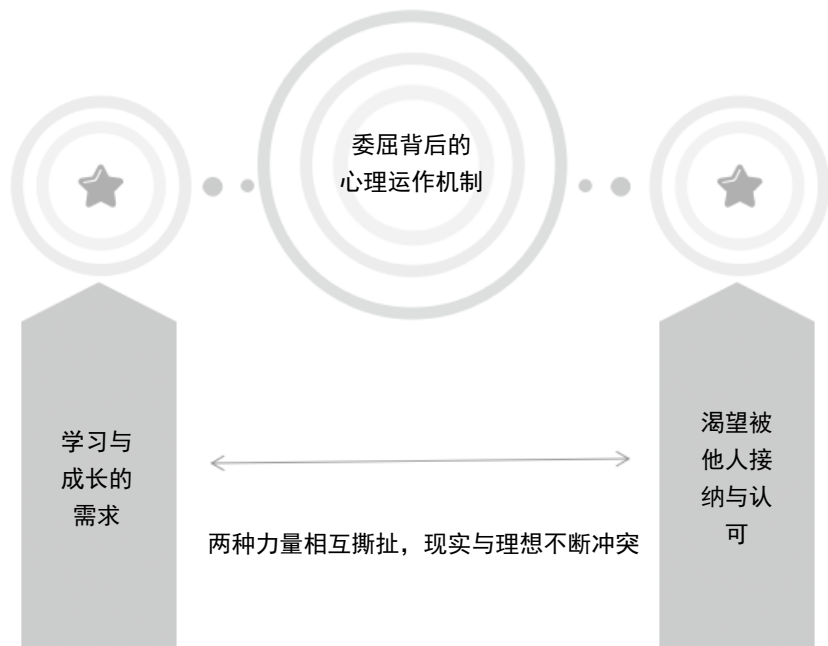 委屈背后的
心理运作机制
学习与
成长的
需求
渴望被
他人接
纳与认
可
两种力量相互撕扯，现实与理想不断冲突